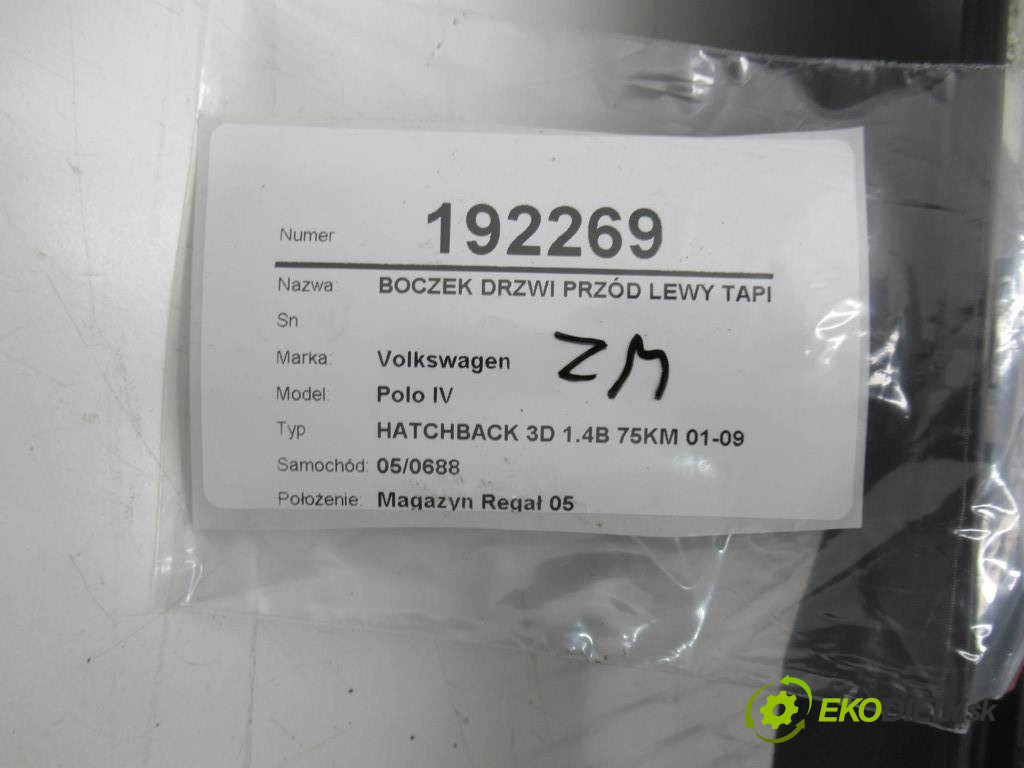 Numer 192269
Nazwa: BOCZEK DRZWI PRZÓD LEWY TAPI
Sn
ZM
Marka: Volkswagen
Model: Polo IV
Typ HATCHBACK 3D 1.4B 75KM 01-09
Samochód: 05/0688
Położenie: Magazyn Regał 05